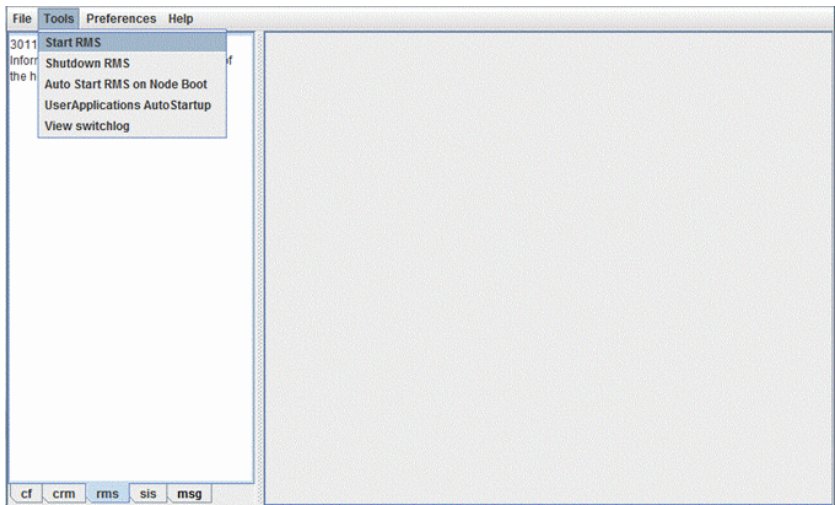 File Tools Preferences Help
3011
Start RMS
Shutdown RMS
the h
Auto Start RMS on Node Boot
UserApplications AutoStartup
View switchlog
cf crm rms sis msg